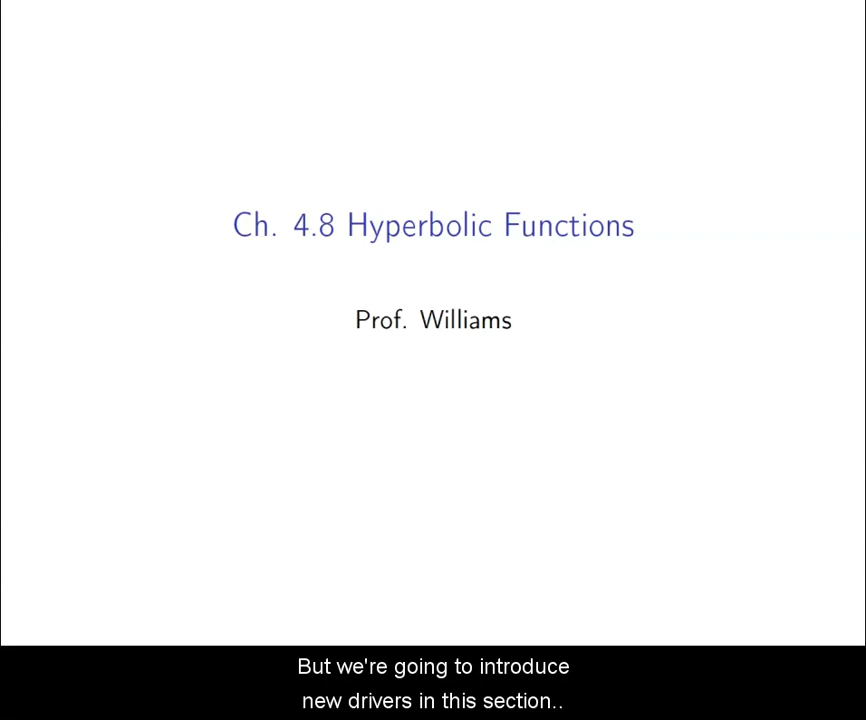 Ch. 4.8 Hyperbolic Functions
Prof. Williams
But we're going to introduce
new drivers in this section..